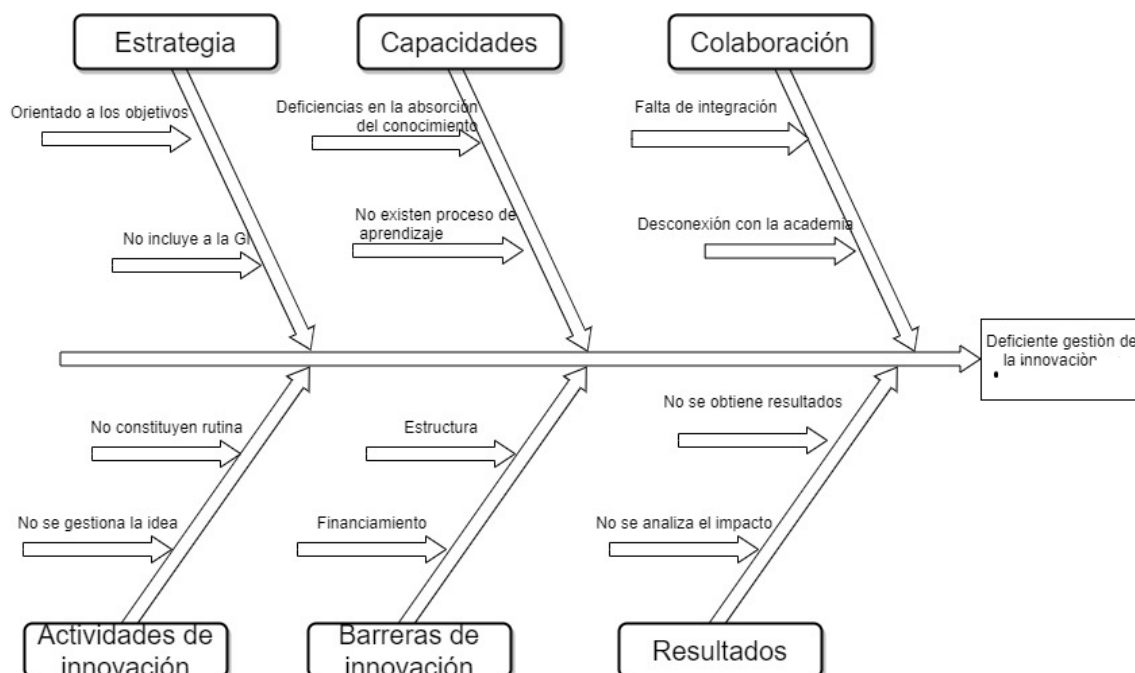 Estrategia
Capacidades
Colaboración
Orientado a los objetivos
Deficiencias en la absorción
del conocimiento
Falta de integración
No incluye a la GI
No existen proceso de
aprendizaje
Desconexión con la academia
Deficiente gestiòn de
la innovaciòn
No constituyen rutina
Estructura
No se obtiene resultados
No se gestiona la idea
Financiamiento
No se analiza el impacto
Actividades de
innovación
Barreras de
innovación
Resultados